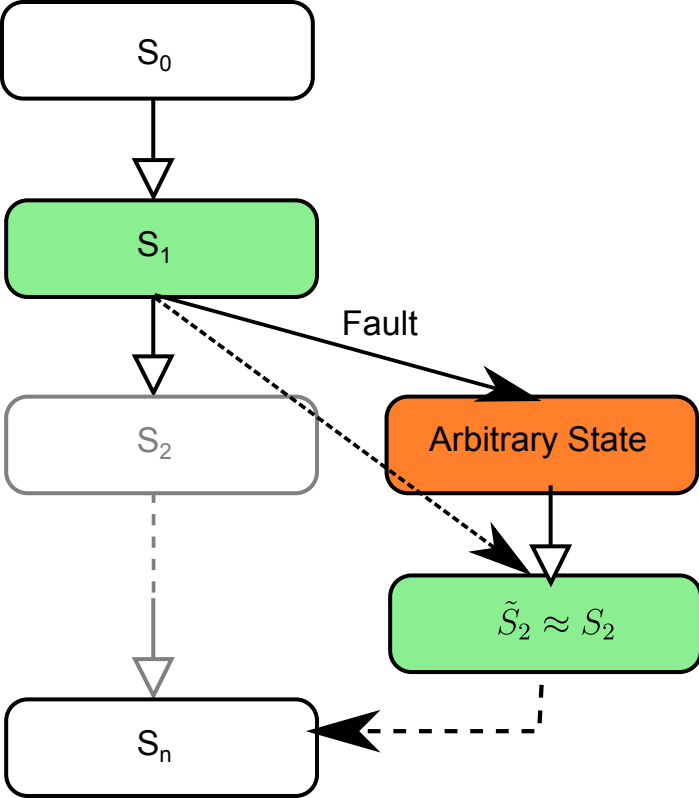 S₀
S₁
Fault
S₂
Arbitrary State
S̃₂ ≈ S₂
Sₙ